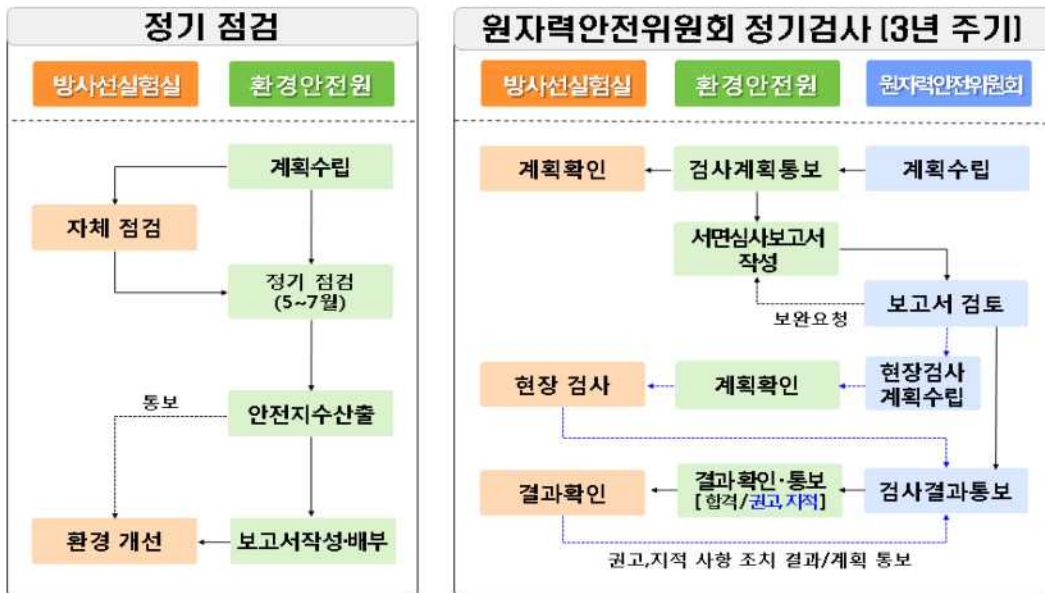 정기 점검
방사선실험실
환경안전원
계획수립
자체 점검
정기 점검
(5~7월)
통보
안전지수산출
환경 개선
보고서작성·배부
원자력안전위원회 정기검사 (3년 주기)
방사선실험실
환경안전원
원자력안전위원회
계획확인
검사계획통보
계획수립
서면심사보고서
작성
보고서 검토
보완요청
현장 검사
계획확인
현장검사
계획수립
결과확인
결과 확인·통보
[ 합격/권고,지적]
검사결과통보
권고,지적 사항 조치 결과/계획 통보